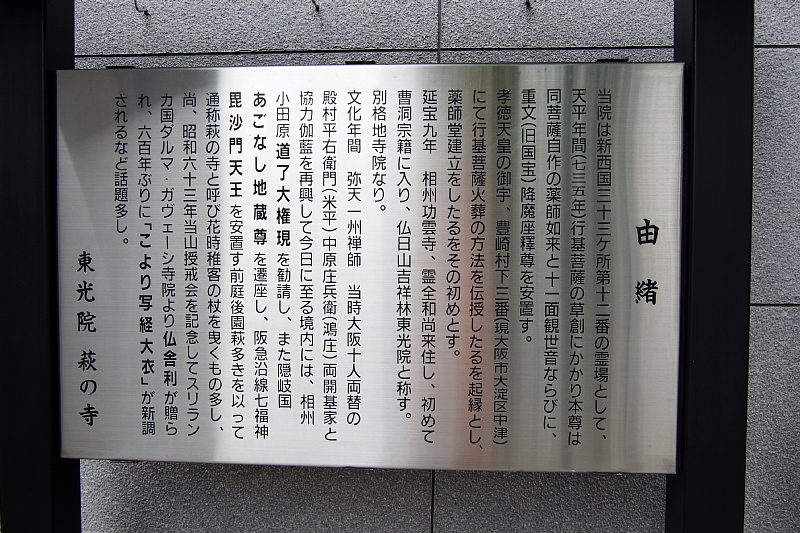 由緒
当院は新西国三十三ケ所第十二番の霊場として、
天平年間(七三五年)行基菩薩の草創にかかり本尊は
同菩薩自作の薬師如来と十一面観世音ならびに、
重文(旧国宝)降魔座釋尊を安置す。
孝徳天皇の御宇、豊崎村下三番(現大阪市大淀区中津)
にて行基菩薩火葬の方法を伝授したるを起縁とし、
薬師堂建立をしたるをその初めとす。
延宝九年 相州功雲寺、霊全和尚来住し、初めて
曹洞宗籍に入り、仏日山吉祥林東光院と称す。
別格地寺院なり。
文化年間 弥天一州禅師 当時大阪十人両替の
殿村平右衛門(米平)中原庄兵衛(鴻庄)両開基家と
協力伽藍を再興して今日に至る境内には、相州
小田原道了大権現を勧請し、また隠岐国
あごなし地蔵尊を遷座し、阪急沿線七福神
毘沙門天王を安置す前庭後園萩多きを以って
通称萩の寺と呼び花時稚客の杖を曳くもの多し、
尚、昭和六十三年当山授戒会を記念してスリラン
カ国ダルマ・ガヴェーシ寺院より仏舎利が贈ら
れ、六百年ぶりに「こより写経大衣」が新調
されるなど話題多し。
東光院 萩の寺